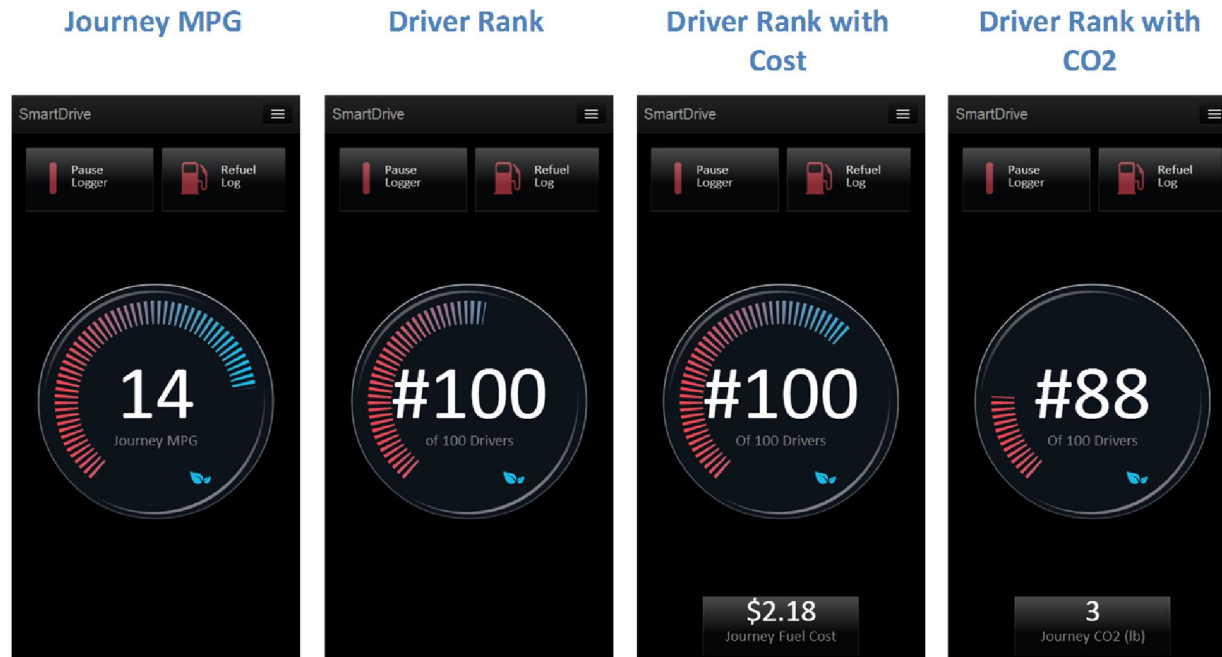 Journey MPG
Driver Rank
Driver Rank with
Cost
Driver Rank with
CO2
SmartDrive
Pause
Logger
Refuel
Log
14
Journey MPG
SmartDrive
Pause
Logger
Refuel
Log
#100
of 100 Drivers
SmartDrive
Pause
Logger
Refuel
Log
#100
Of 100 Drivers
$2.18
Journey Fuel Cost
SmartDrive
Pause
Logger
Refuel
Log
#88
Of 100 Drivers
3
Journey CO2 (lb)